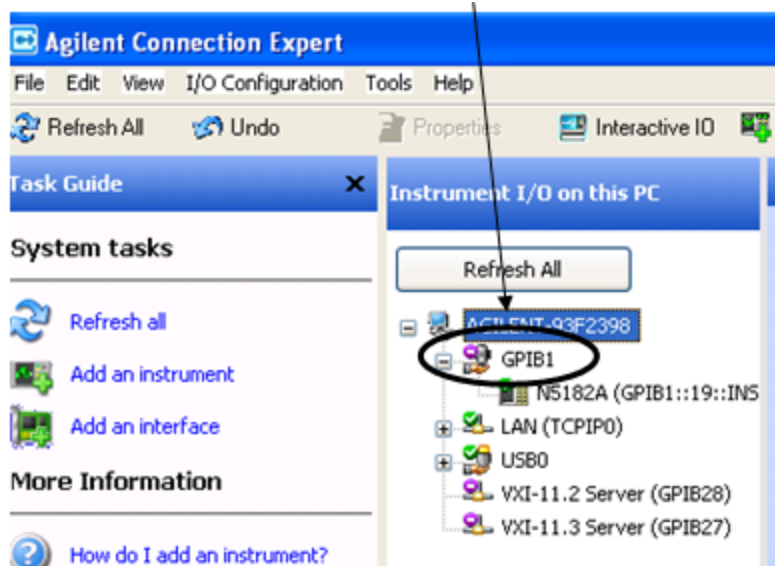 Agilent Connection Expert
File Edit View I/O Configuration Tools Help
Refresh All Undo Properties Interactive IO
Task Guide
System tasks
Refresh all
Add an instrument
Add an interface
More Information
How do I add an instrument?
Instrument I/O on this PC
Refresh All
AGILENT-93F2398
GPIB1
N5182A (GPIB1::19::INS
LAN (TCPIP0)
USB0
VXI-11.2 Server (GPIB28)
VXI-11.3 Server (GPIB27)